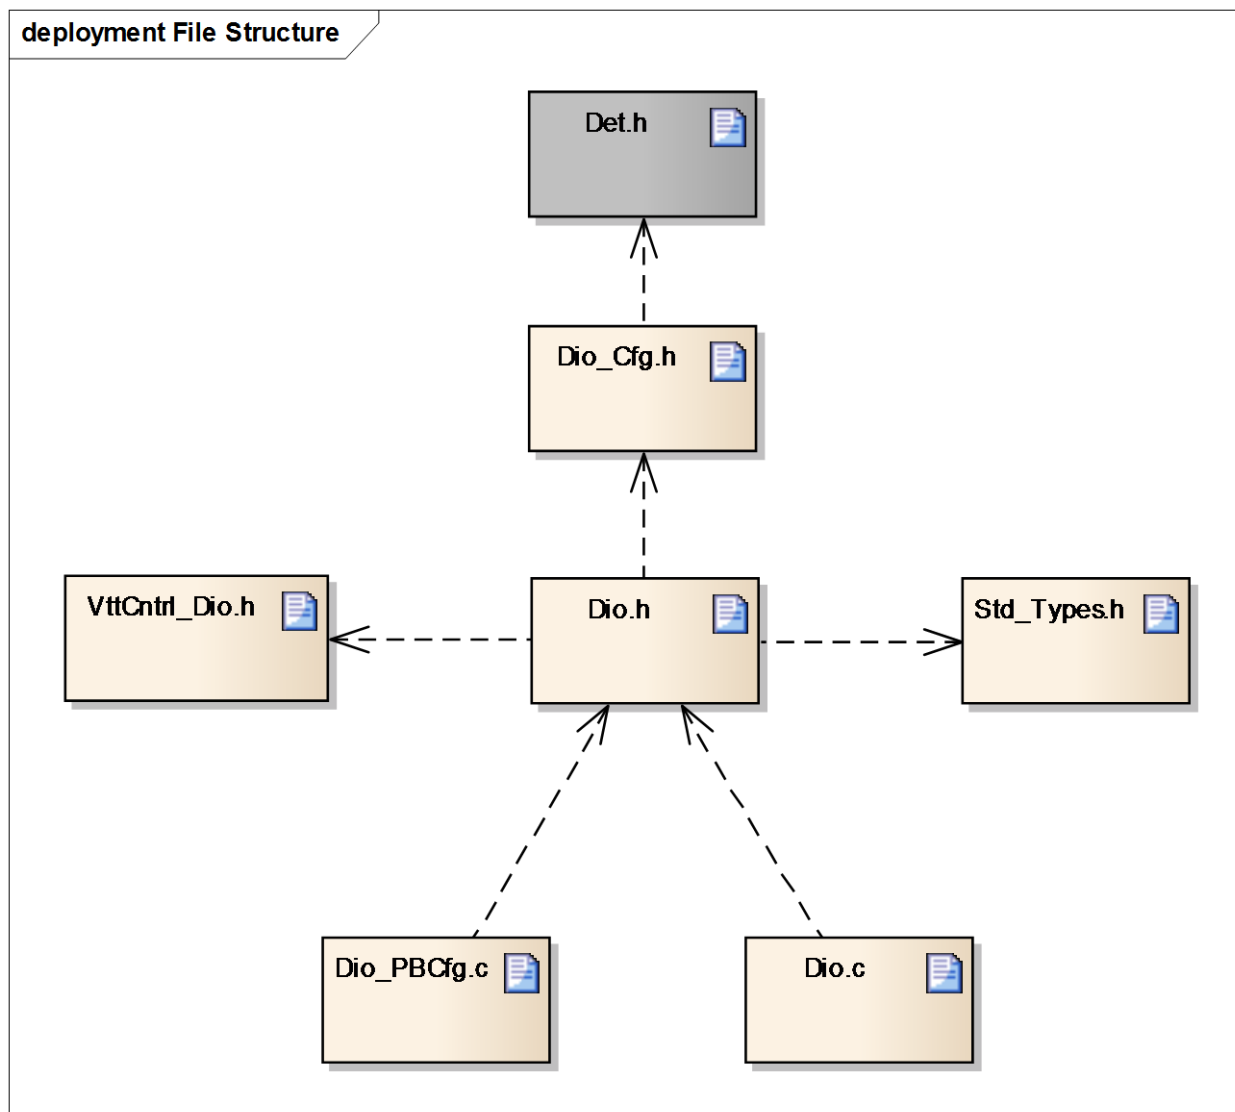 deployment File Structure
Det.h
Dio_Cfg.h
VttCntrl_Dio.h
Dio.h
Std_Types.h
Dio_PBCfg.c
Dio.c